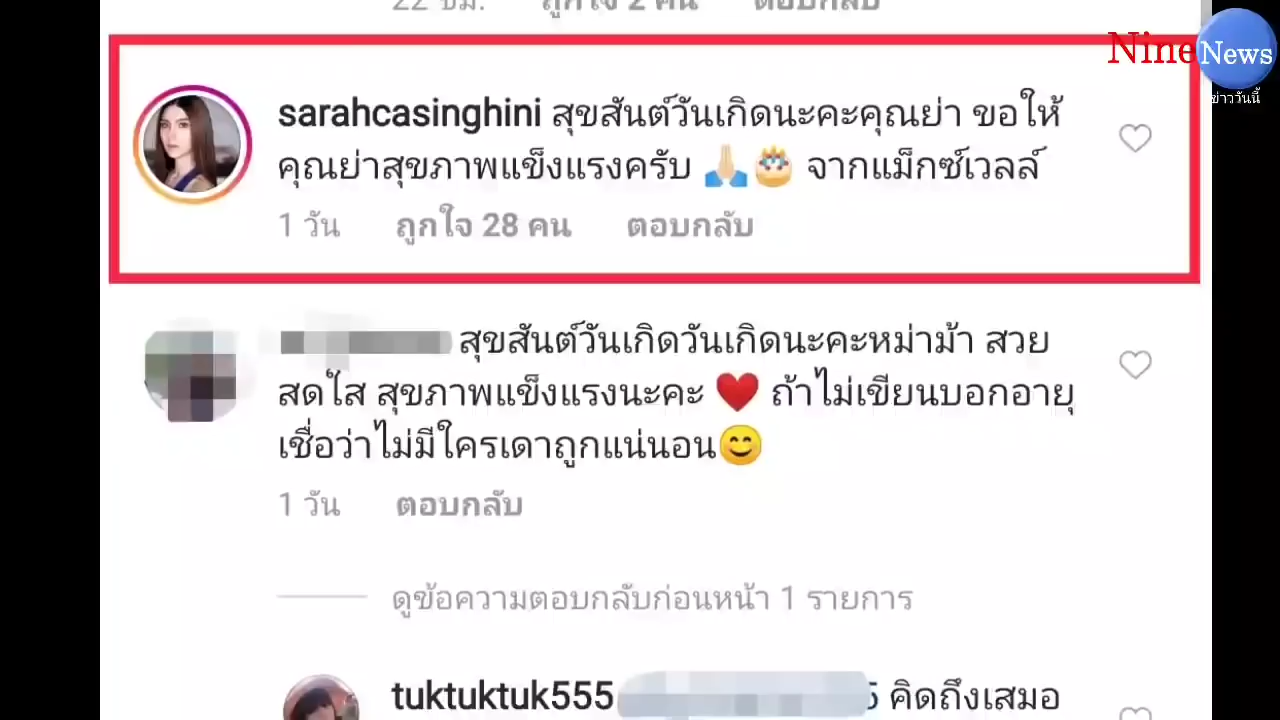 22 ชม. ถูกใจ 2 คน ตอบกลับ
Nine News
ข่าววันนี้
sarahcasinghini สุขสันต์วันเกิดนะคะคุณย่า ขอให้
คุณย่าสุขภาพแข็งแรงครับ 🙏🏻🎂 จากแม็กซ์เวลล์
1 วัน ถูกใจ 28 คน ตอบกลับ
สุขสันต์วันเกิดวันเกิดนะคะหม่าม้า สวย
สดใส สุขภาพแข็งแรงนะคะ ❤️ ถ้าไม่เขียนบอกอายุ
เชื่อว่าไม่มีใครเดาถูกแน่นอน😊
1 วัน ตอบกลับ
ดูข้อความตอบกลับก่อนหน้า 1 รายการ
tuktuktuk555 5 คิดถึงเสมอ